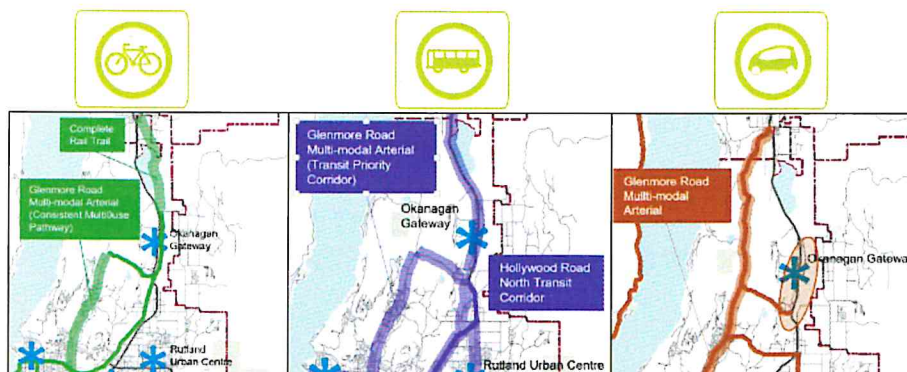 Complete
Rail Trail
Glenmore Road
Multi-modal Arterial
(Consistent Multi0use
Pathway)
Okanagan
Gateway
Rutland
Urban Centre
Glenmore Road
Multi-modal Arterial
(Transit Priority
Corridor)
Okanagan
Gateway
Hollywood Road
North Transit
Corridor
Rutland Urban Centre
Glenmore Road
Multi-modal
Arterial
Okanagan Gateway